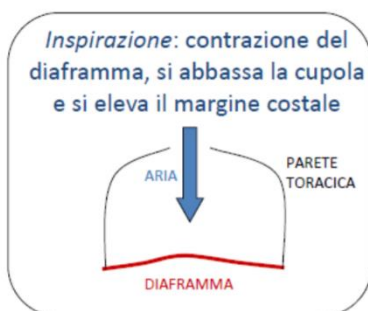 Inspirazione: contrazione del
diaframma, si abbassa la cupola
e si eleva il margine costale
ARIA
PARETE
TORACICA
DIAFRAMMA